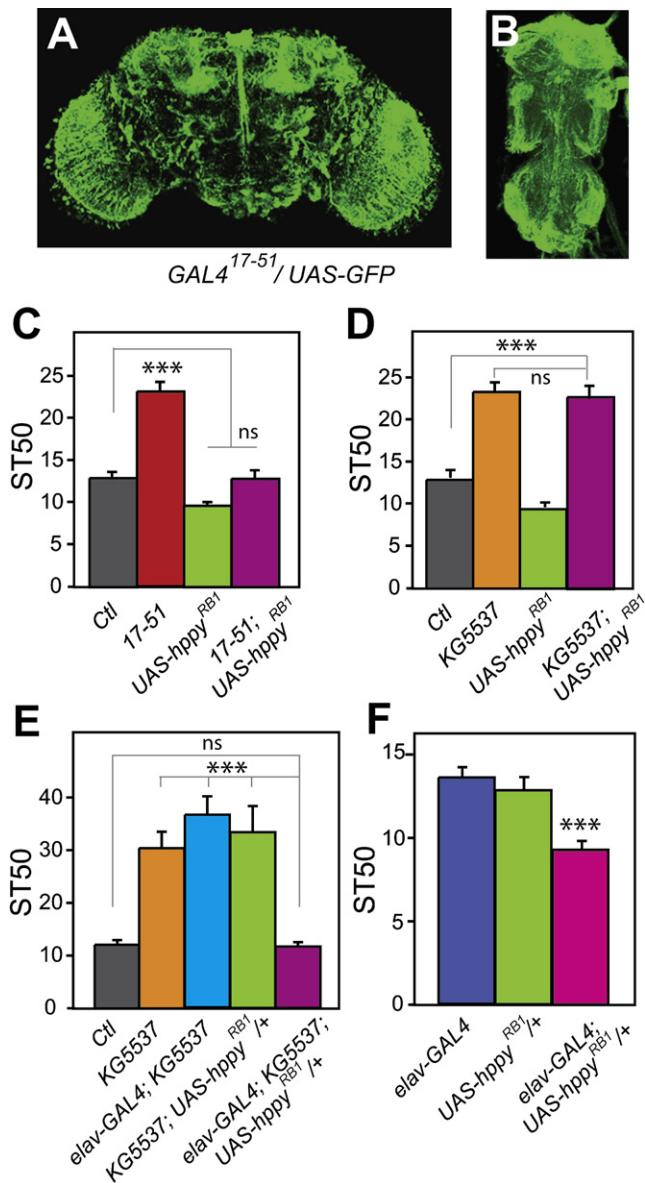 A
B
GAL4^17-51 / UAS-GFP
C
ST50
25
20
15
10
5
0
***
ns
Ctl
17-51
UAS-hppy^RB1
17-51;
UAS-hppy^RB1
D
ST50
25
20
15
10
5
0
***
ns
Ctl
KG5537
UAS-hppy^RB1
KG5537;
UAS-hppy^RB1
E
ST50
40
30
20
10
0
ns
***
Ctl
KG5537
elav-GAL4; KG5537
KG5537; UAS-hppy^RB1/+
elav-GAL4; KG5537;
UAS-hppy^RB1/+
F
ST50
15
10
5
0
***
elav-GAL4
UAS-hppy^RB1/+
elav-GAL4;
UAS-hppy^RB1/+